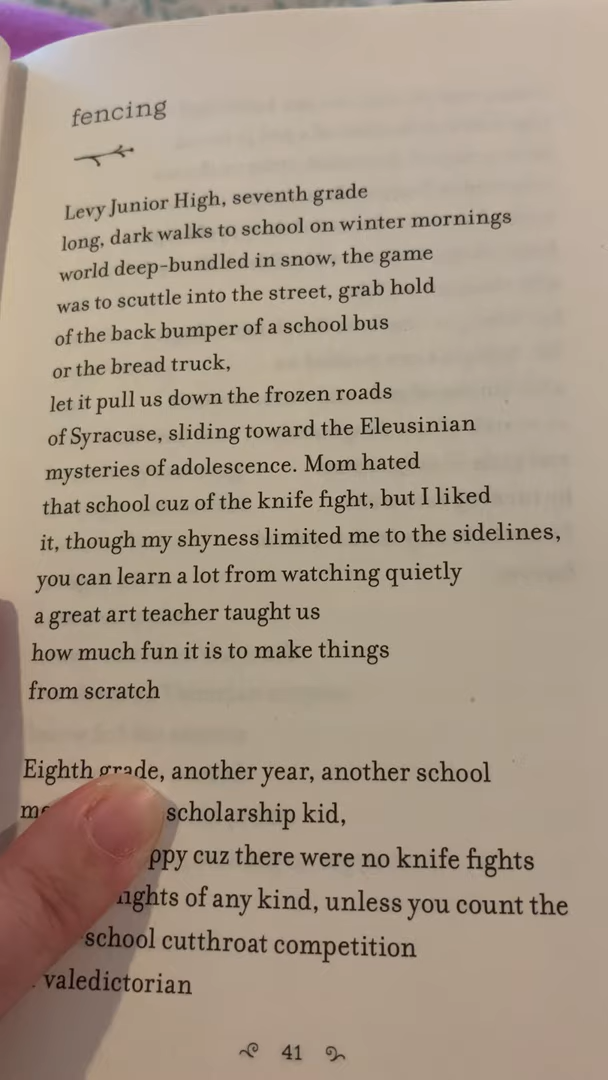 fencing
Levy Junior High, seventh grade
long, dark walks to school on winter mornings
world deep-bundled in snow, the game
was to scuttle into the street, grab hold
of the back bumper of a school bus
or the bread truck,
let it pull us down the frozen roads
of Syracuse, sliding toward the Eleusinian
mysteries of adolescence. Mom hated
that school cuz of the knife fight, but I liked
it, though my shyness limited me to the sidelines,
you can learn a lot from watching quietly
a great art teacher taught us
how much fun it is to make things
from scratch
Eighth grade, another year, another school
scholarship kid,
cuz there were no knife fights
of any kind, unless you count the
school cutthroat competition
valedictorian
41